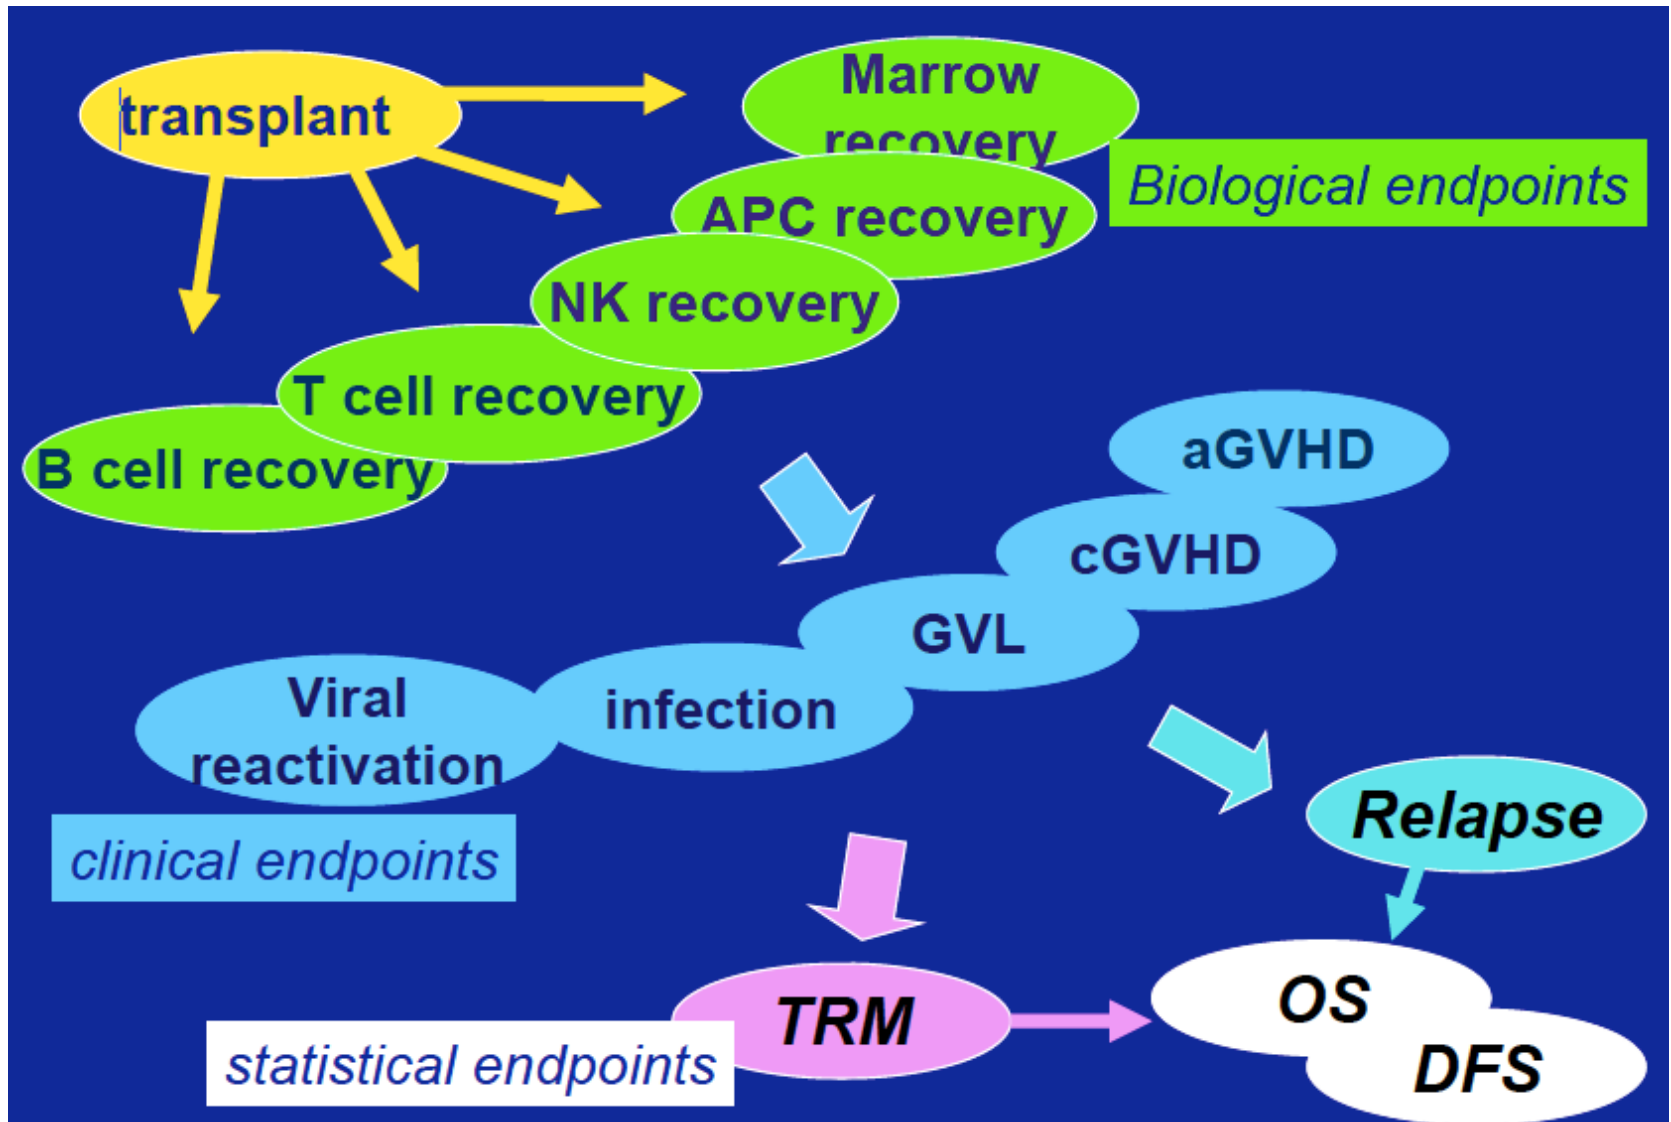 transplant
Marrow
recovery
Biological endpoints
APC recovery
NK recovery
T cell recovery
B cell recovery
aGVHD
cGVHD
GVL
infection
Viral
reactivation
clinical endpoints
Relapse
TRM
OS
DFS
statistical endpoints